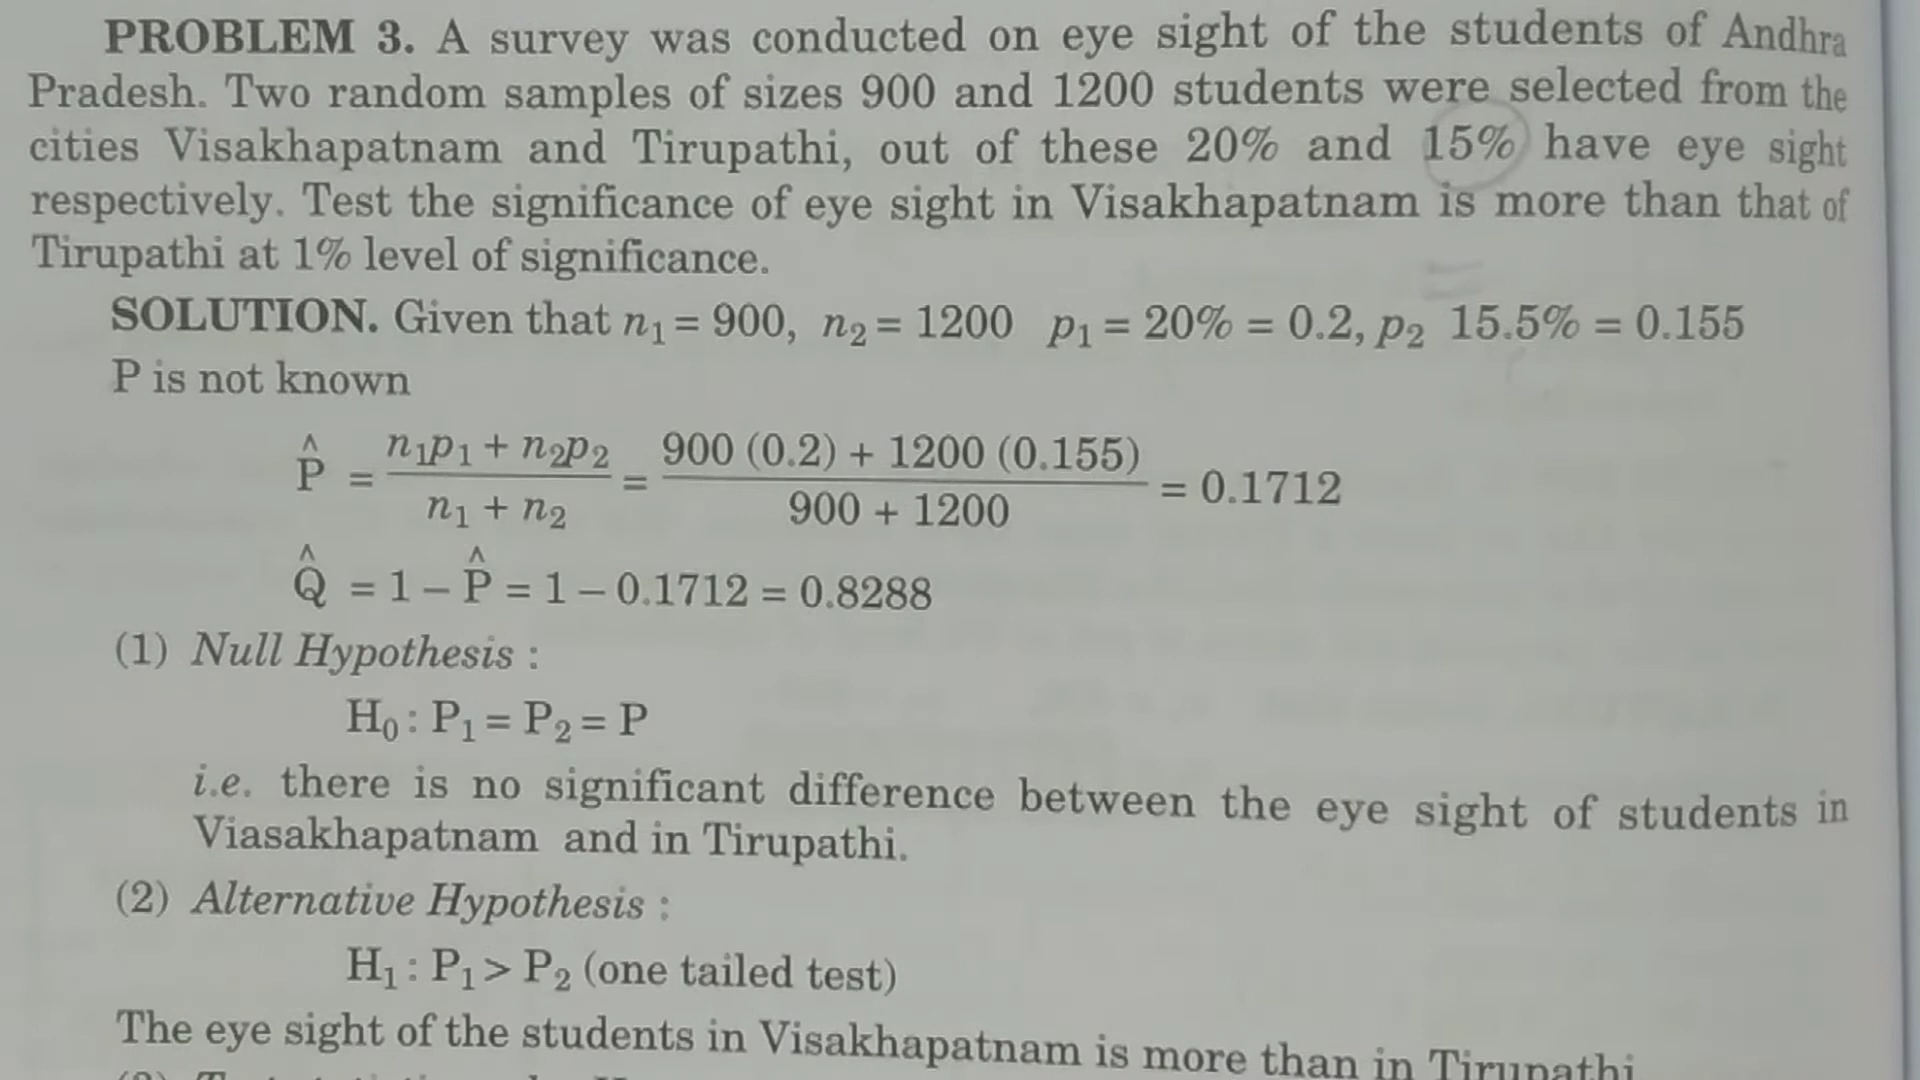 PROBLEM 3. A survey was conducted on eye sight of the students of Andhra
Pradesh. Two random samples of sizes 900 and 1200 students were selected from the
cities Visakhapatnam and Tirupathi, out of these 20% and 15% have eye sight
respectively. Test the significance of eye sight in Visakhapatnam is more than that of
Tirupathi at 1% level of significance.
SOLUTION. Given that n₁ = 900, n₂ = 1200 p₁ = 20% = 0.2, p₂ 15.5% = 0.155
P is not known
P̂ = (n₁p₁ + n₂p₂)/(n₁ + n₂) = (900 (0.2) + 1200 (0.155))/(900 + 1200) = 0.1712
Q̂ = 1 – P̂ = 1 – 0.1712 = 0.8288
(1) Null Hypothesis :
H₀ : P₁ = P₂ = P
i.e. there is no significant difference between the eye sight of students in
Viasakhapatnam and in Tirupathi.
(2) Alternative Hypothesis :
H₁ : P₁ > P₂ (one tailed test)
The eye sight of the students in Visakhapatnam is more than in Tirupathi